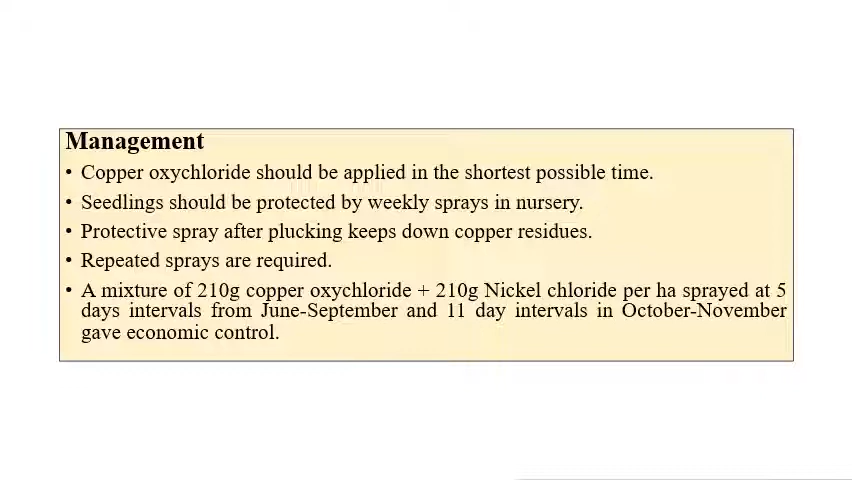 Management
• Copper oxychloride should be applied in the shortest possible time.
• Seedlings should be protected by weekly sprays in nursery.
• Protective spray after plucking keeps down copper residues.
• Repeated sprays are required.
• A mixture of 210g copper oxychloride + 210g Nickel chloride per ha sprayed at 5
days intervals from June-September and 11 day intervals in October-November
gave economic control.